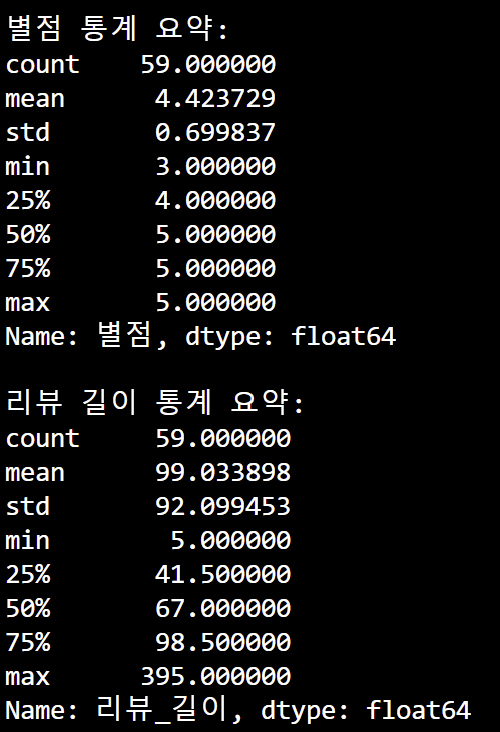 별점 통계 요약:
count    59.000000
mean      4.423729
std       0.699837
min       3.000000
25%       4.000000
50%       5.000000
75%       5.000000
max       5.000000
Name: 별점, dtype: float64
리뷰 길이 통계 요약:
count     59.000000
mean      99.033898
std       92.099453
min        5.000000
25%       41.500000
50%       67.000000
75%       98.500000
max      395.000000
Name: 리뷰_길이, dtype: float64